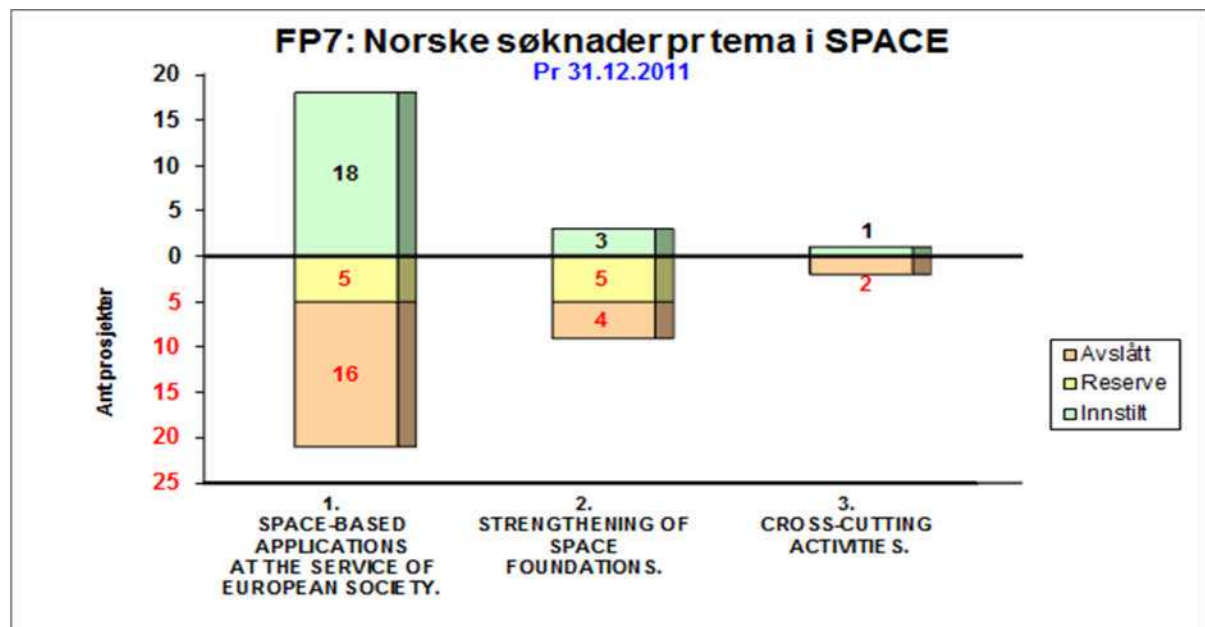 FP7: Norske søknader pr tema i SPACE
Pr 31.12.2011
20
15
10
5
0
5
10
15
20
25
Ant prosjekter
18
5
16
3
5
4
1
2
Avslått
Reserve
Innstilt
1.
SPACE-BASED
APPLICATIONS
AT THE SERVICE OF
EUROPEAN SOCIETY.
2.
STRENGTHENING OF
SPACE
FOUNDATIONS.
3.
CROSS-CUTTING
ACTIVITIES.